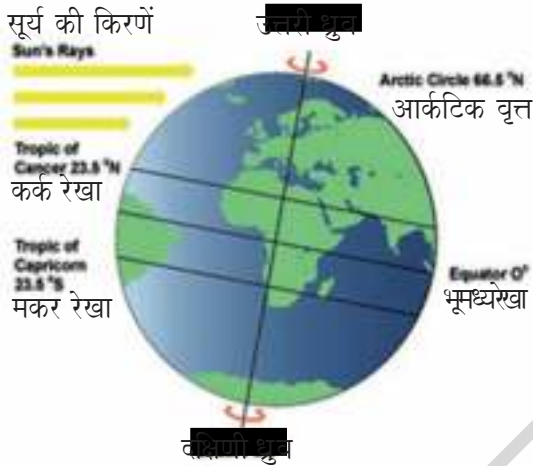 सूर्य की किरणें
Sun's Rays
उत्तरी ध्रुव
Arctic Circle 66.5 °N
आर्कटिक वृत्त
Tropic of
Cancer 23.5 °N
कर्क रेखा
Tropic of
Capricorn
23.5 °S
मकर रेखा
Equator 0°
भूमध्यरेखा
दक्षिणी ध्रुव